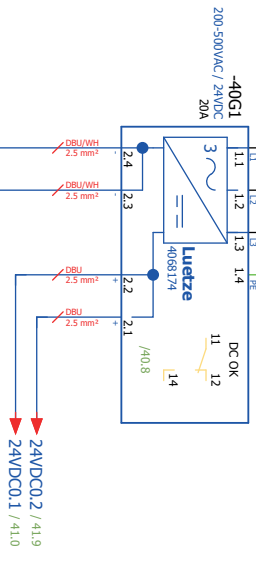 -40G1
200-500VAC / 24VDC
20A
L1
L2
L3
PE
1.1
1.2
1.3
1.4
3
Luetze
4068174
DC OK
11
12
14
/40.8
DBU/WH
2.5 mm²
2.4
-
DBU/WH
2.5 mm²
2.3
-
DBU
2.5 mm²
2.2
+
DBU
2.5 mm²
2.1
+
24VDC0.2 / 41.9
24VDC0.1 / 41.0